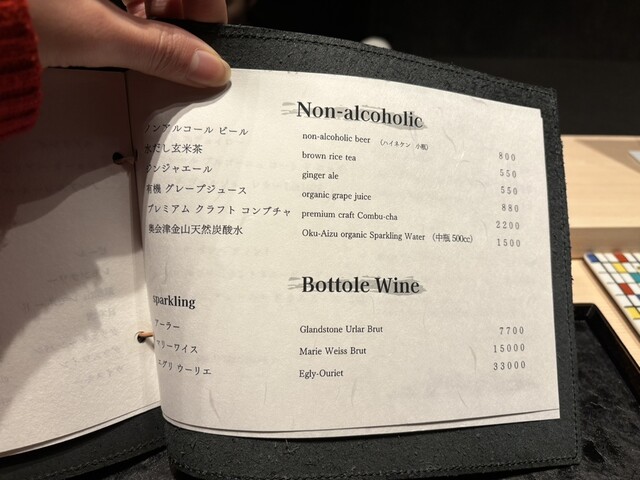 Non-alcoholic
ノンアルコール ビール non-alcoholic beer (ハイネケン 小瓶) 800
水だし玄米茶 brown rice tea 550
ジンジャエール ginger ale 550
有機 グレープジュース organic grape juice 880
プレミアム クラフト コンブチャ premium craft Combu-cha 2200
奥会津金山天然炭酸水 Oku-Aizu organic Sparkling Water (中瓶 500cc) 1500
Bottole Wine
sparkling
アーラー Glandstone Urlar Brut 7700
マリーワイス Marie Weiss Brut 15000
エグリ ウーリエ Egly-Ouriet 33000